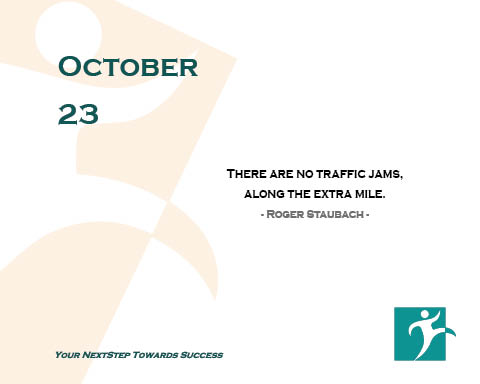 October
23
There are no traffic jams,
along the extra mile.
- Roger Staubach -
Your NextStep Towards Success